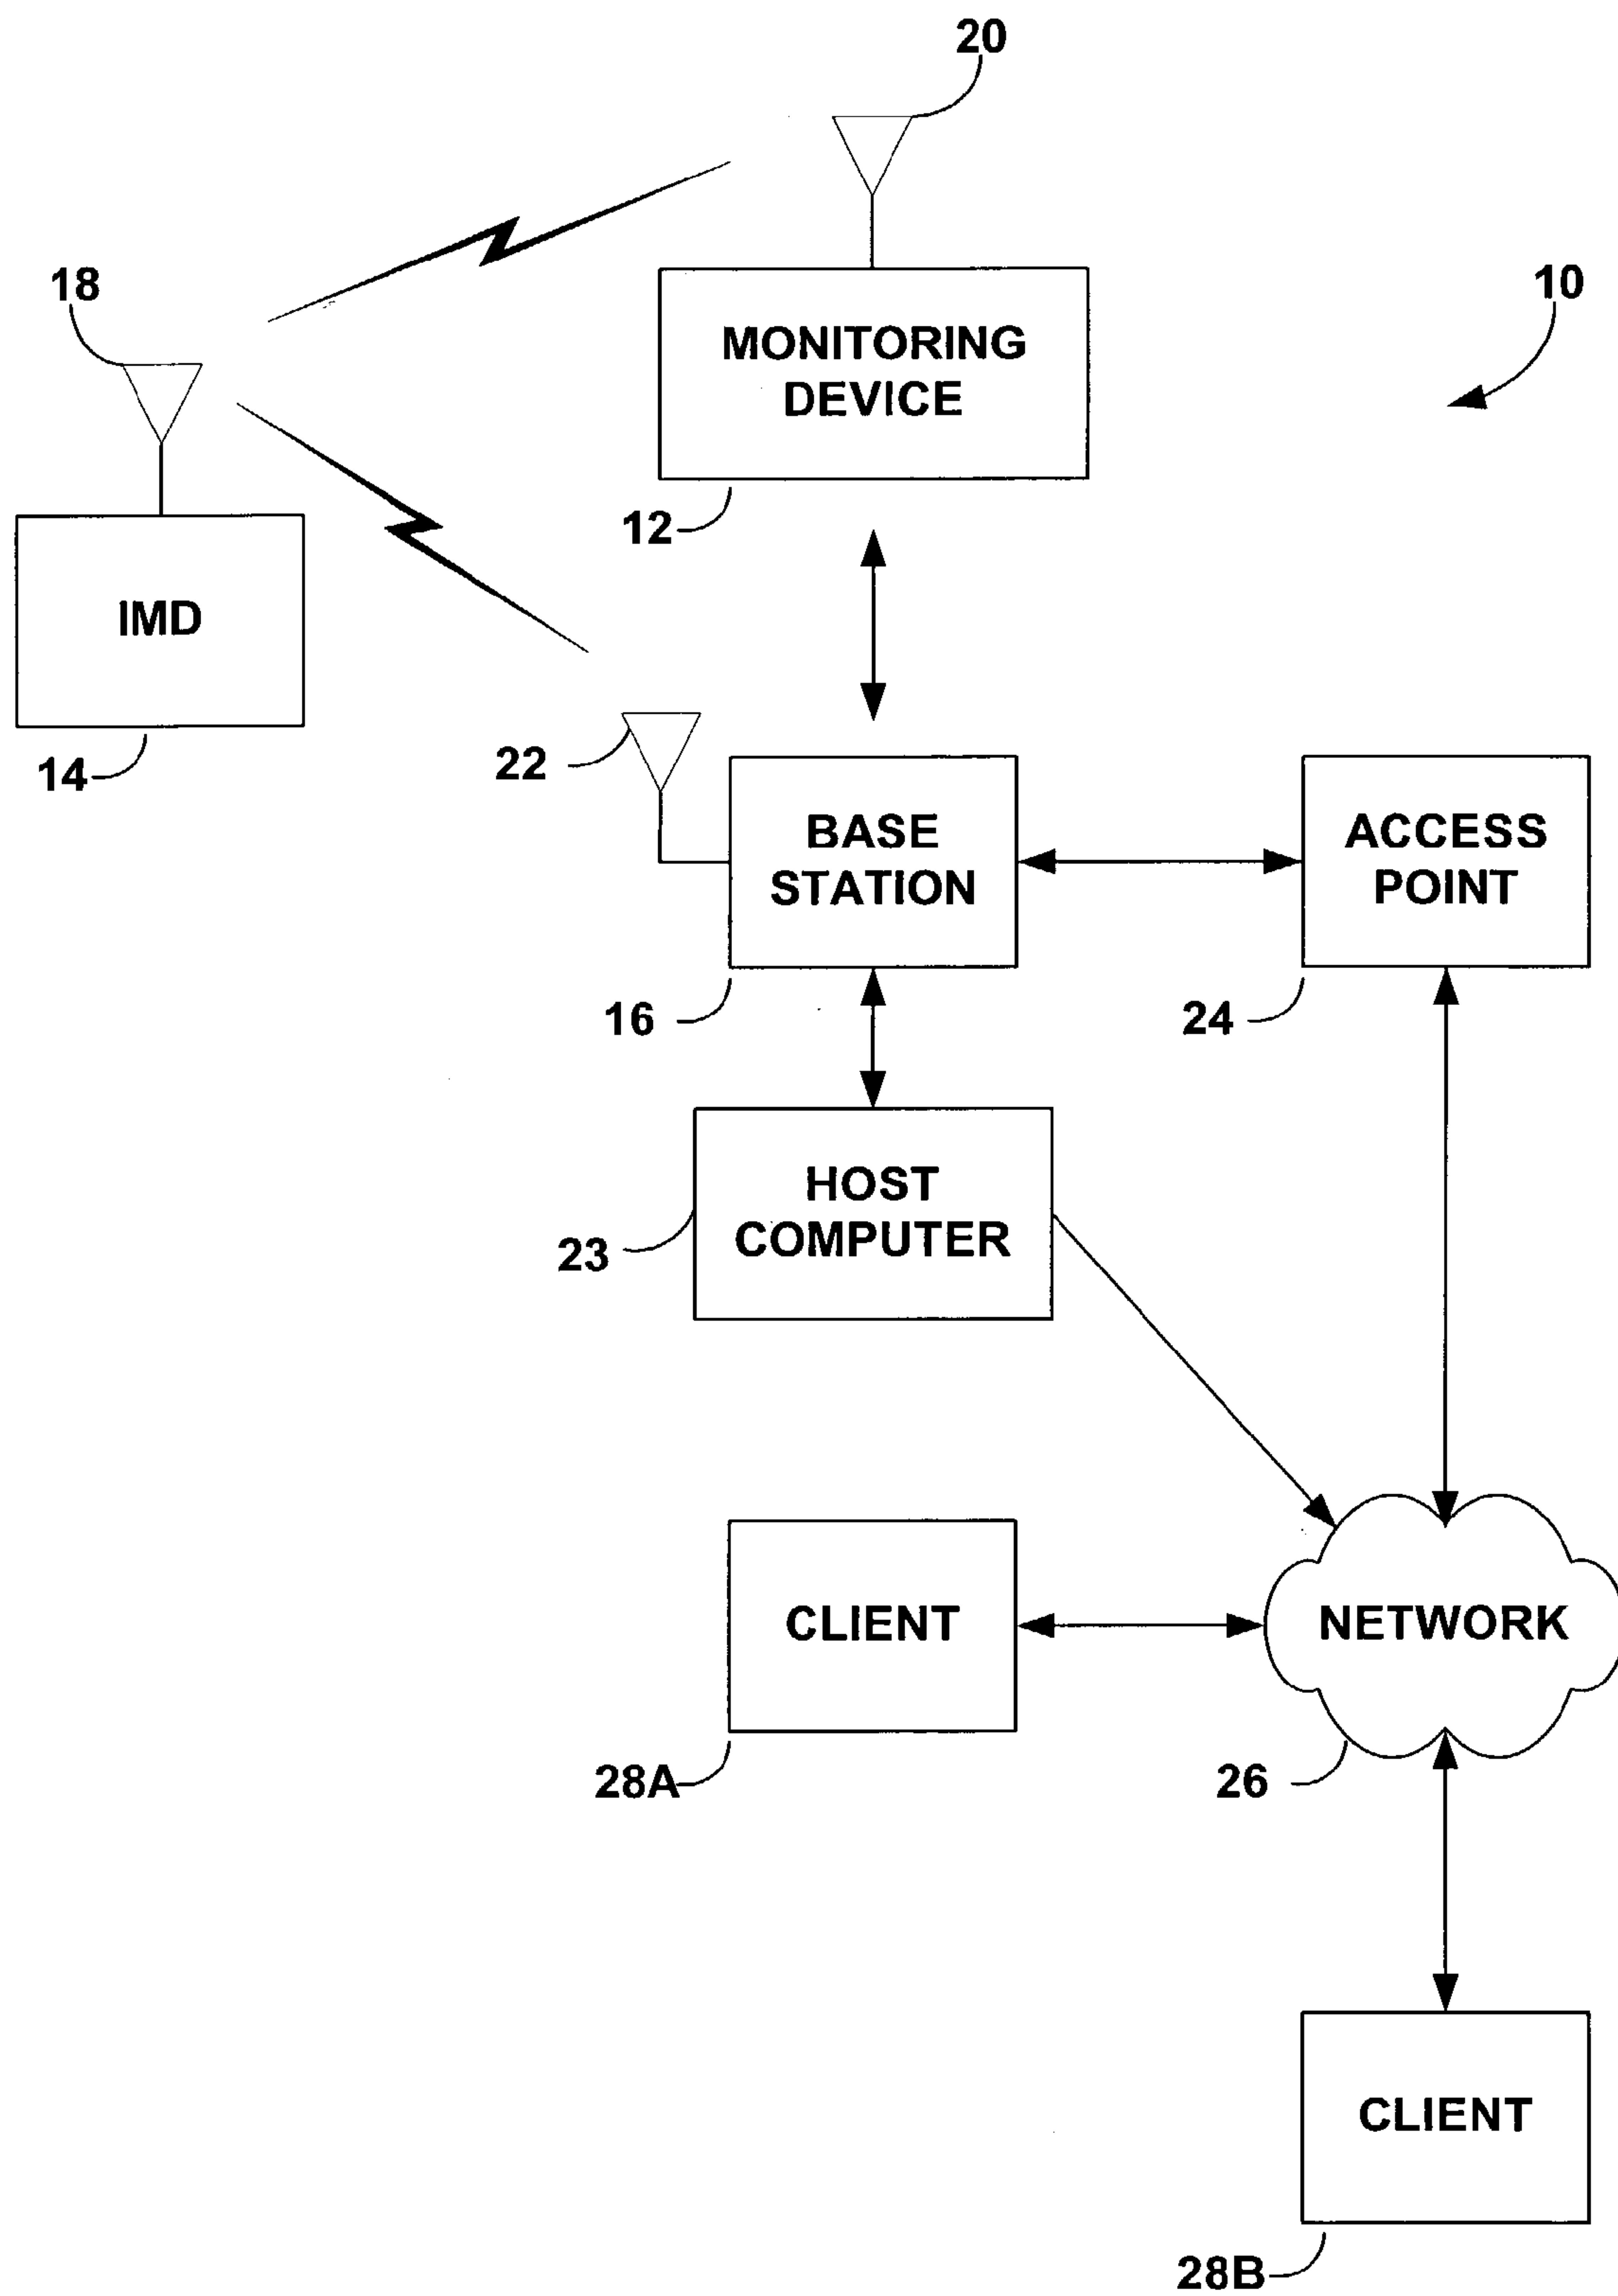 20
18
10
MONITORING
DEVICE
12
IMD
14
22
BASE
STATION
ACCESS
POINT
16
24
HOST
COMPUTER
23
CLIENT
NETWORK
28A
26
CLIENT
28B